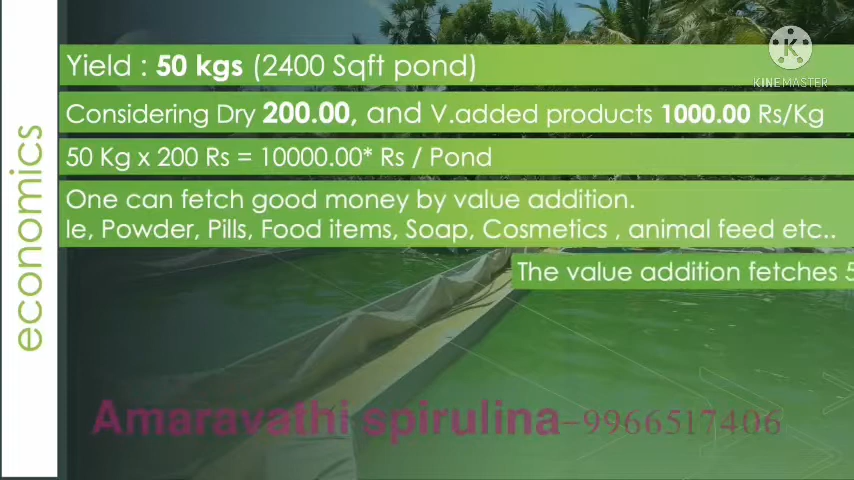 economics
Yield : 50 kgs (2400 Sqft pond)
KINEMASTER
Considering Dry 200.00, and V.added products 1000.00 Rs/Kg
50 Kg x 200 Rs = 10000.00* Rs / Pond
One can fetch good money by value addition.
Ie, Powder, Pills, Food items, Soap, Cosmetics , animal feed etc..
The value addition fetches 5
Amaravathi spirulina-9966517406